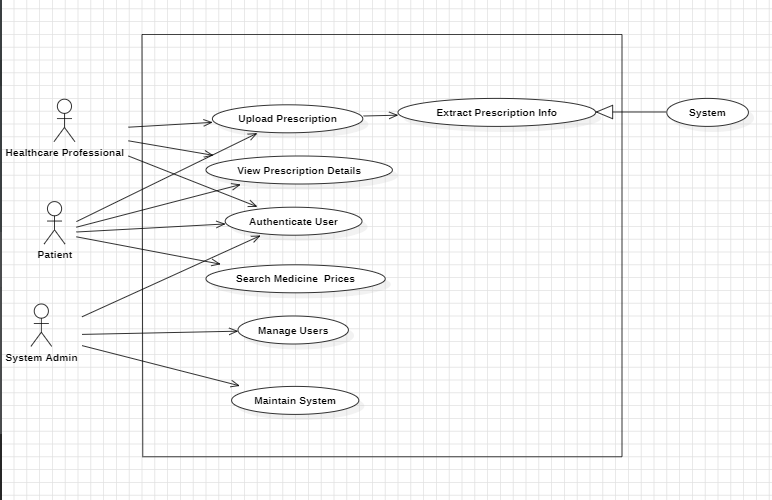 Upload Prescription
Extract Prescription Info
System
Healthcare Professional
View Prescription Details
Authenticate User
Patient
Search Medicine  Prices
Manage Users
System Admin
Maintain System